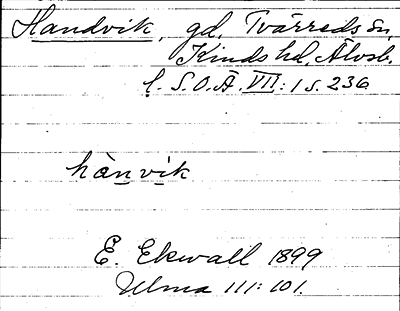 Handvik, gd, Tvärreds sn,
Kinds hd, Älvsb.
l. S.O.Ä. VII:1 s. 236
hànvik
E. Ekwall 1899
Ulma 111:101.